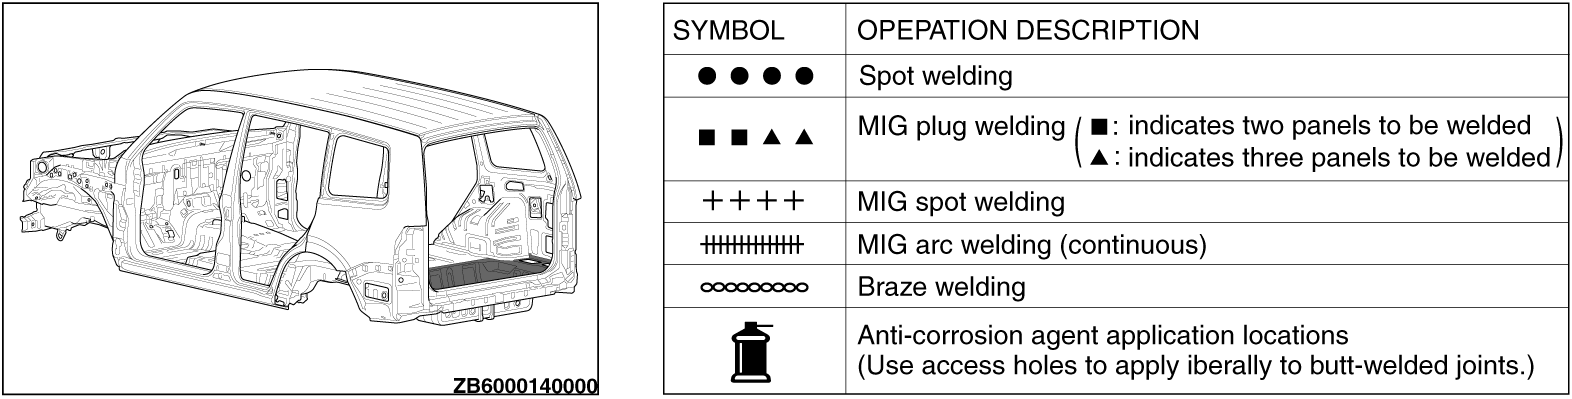 ZB6000140000
SYMBOL OPEPATION DESCRIPTION
Spot welding
MIG plug welding
■ : indicates two panels to be welded
▲ : indicates three panels to be welded
MIG spot welding
MIG arc welding (continuous)
Braze welding
Anti-corrosion agent application locations
(Use access holes to apply iberally to butt-welded joints.)